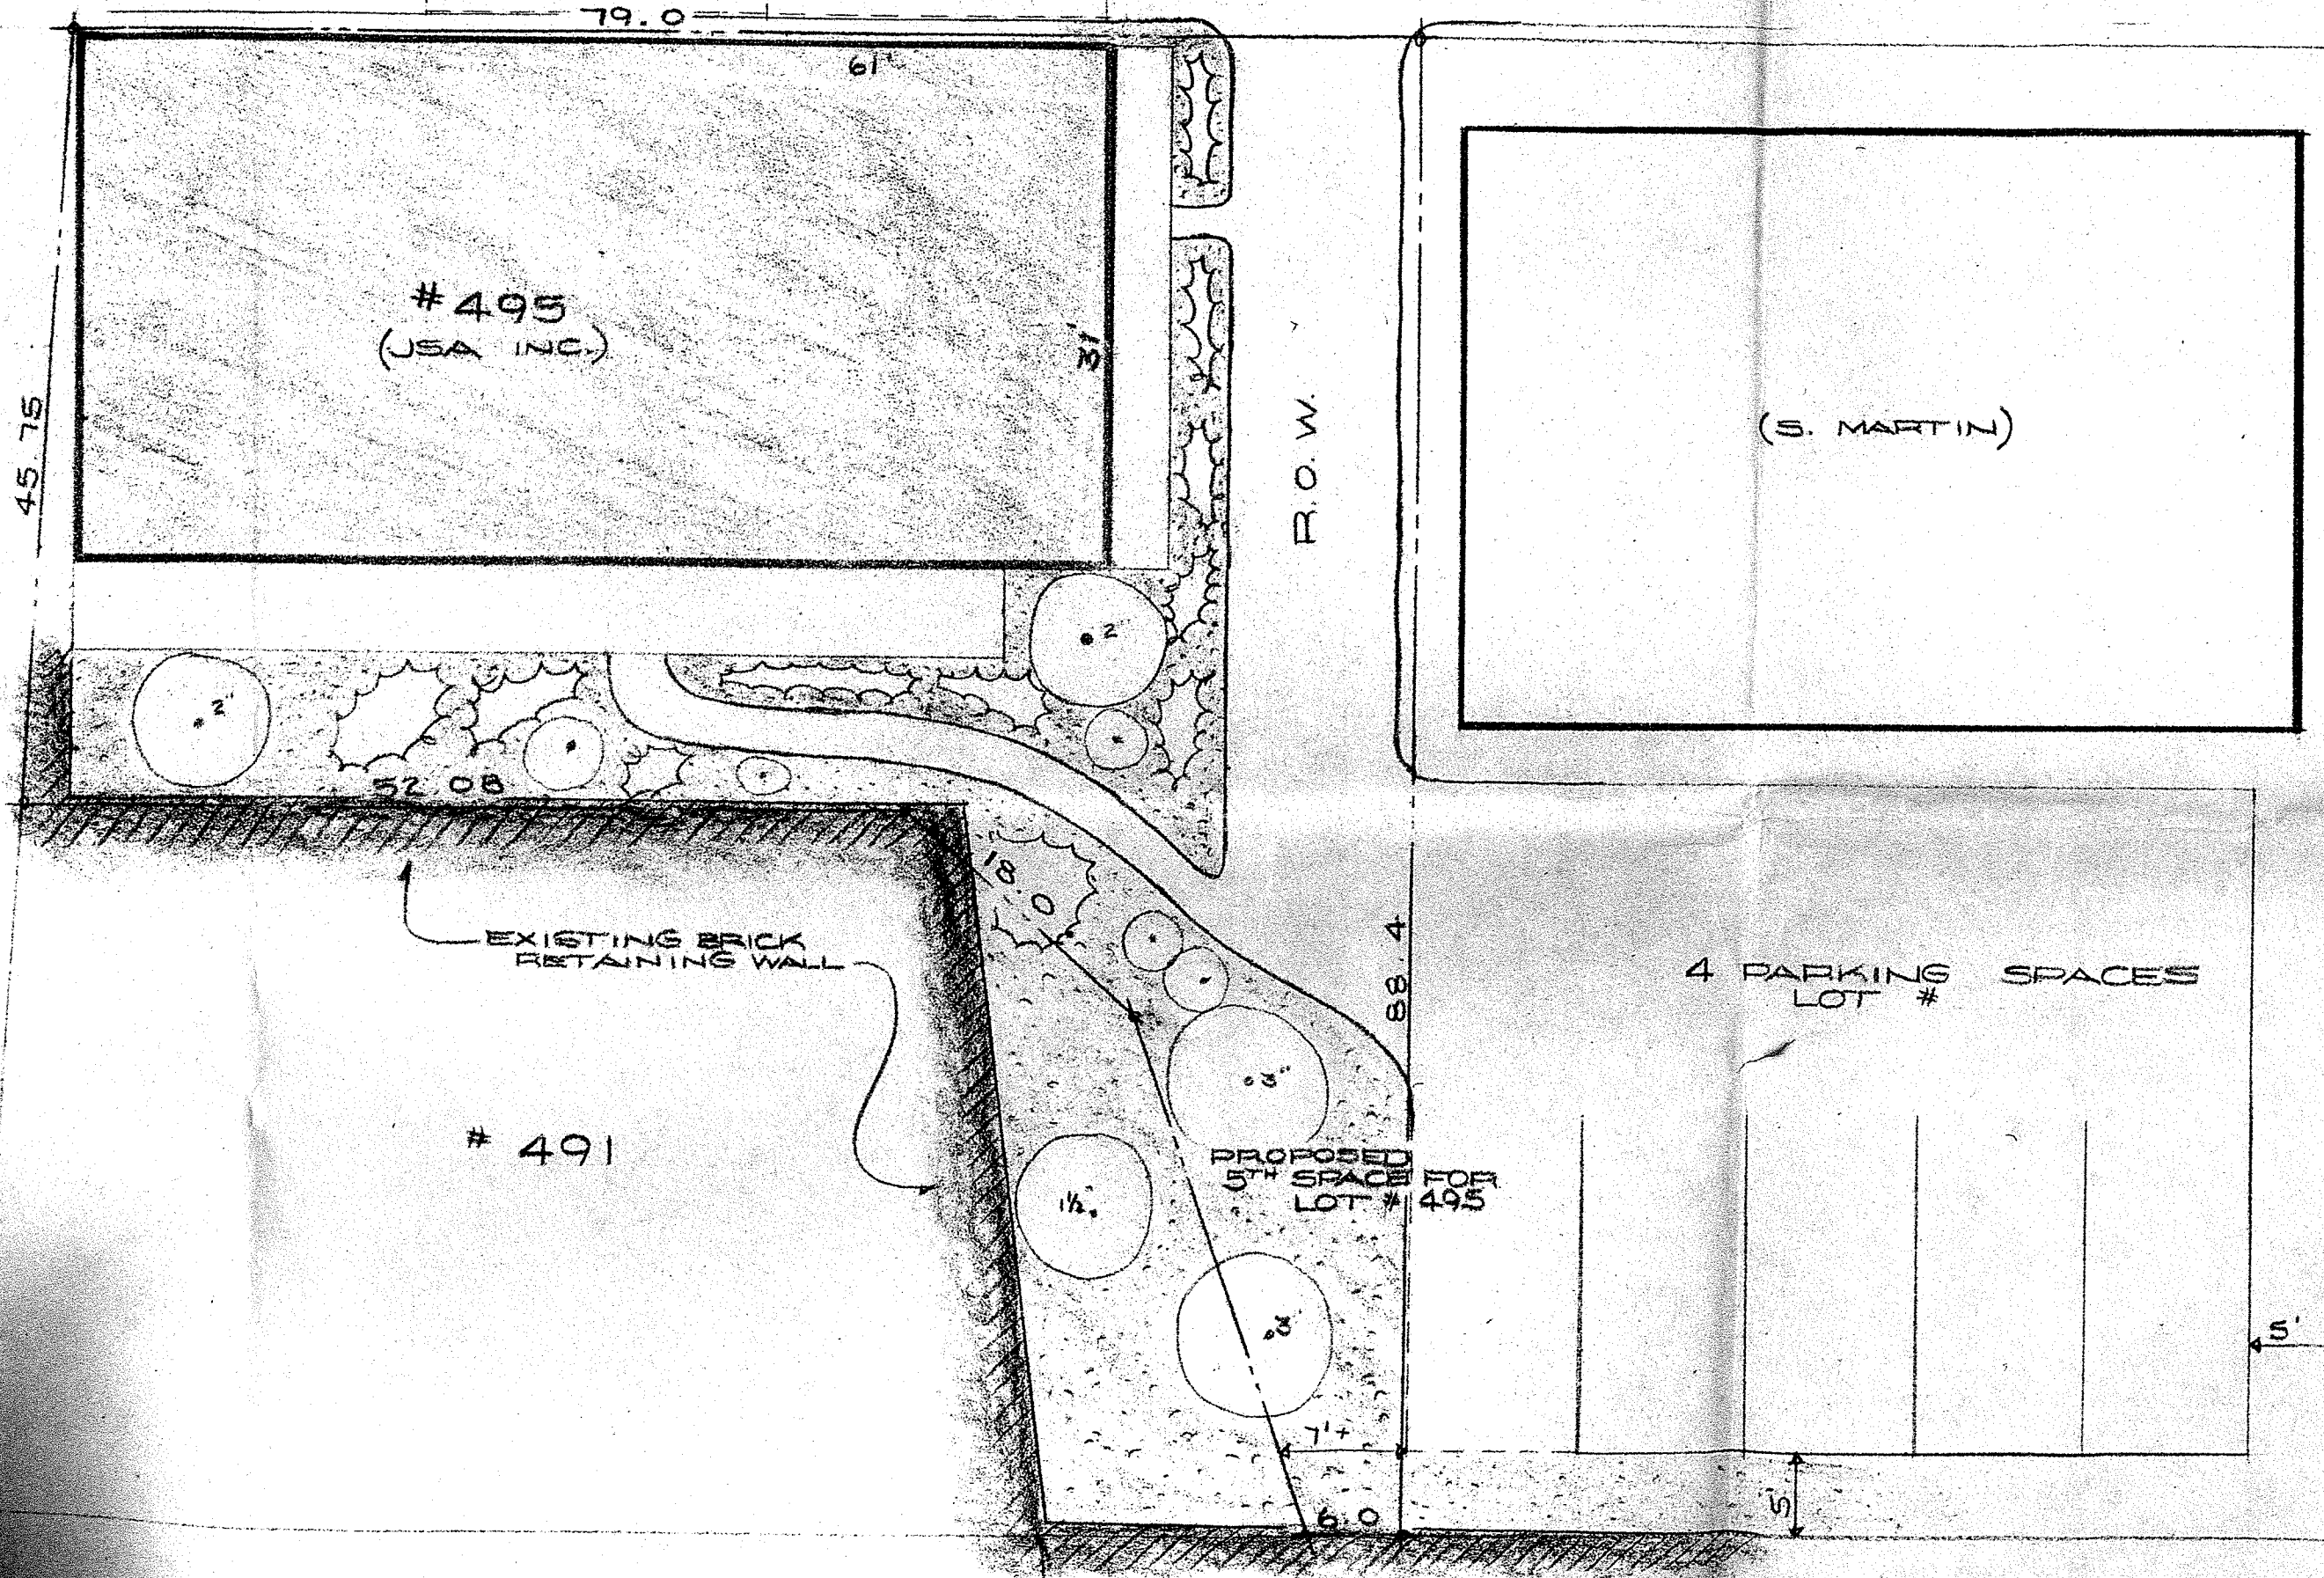 79.0
61'
#495
(JSA INC.)
31'
45.75
R.O.W.
(S. MARTIN)
2"
2"
52.08
18.0
EXISTING BRICK
RETAINING WALL
88.4
4 PARKING SPACES
LOT #
3"
# 491
PROPOSED
5TH SPACE FOR
LOT # 495
1½"
3"
5'
7'+
6.0
5'